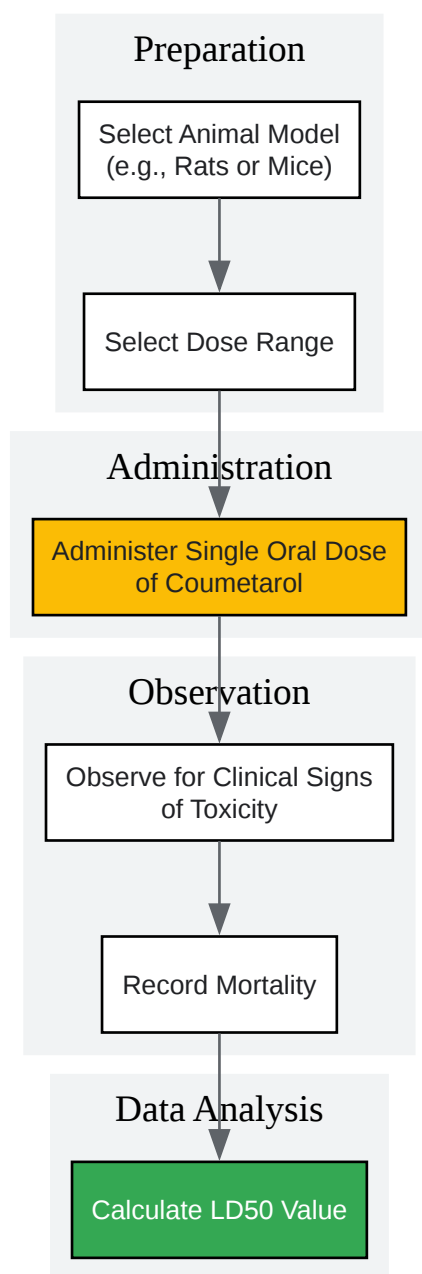 Preparation
Select Animal Model
(e.g., Rats or Mice)
Select Dose Range
Administration
Administer Single Oral Dose
of Coumetarol
Observation
Observe for Clinical Signs
of Toxicity
Record Mortality
Data Analysis
Calculate LD50 Value